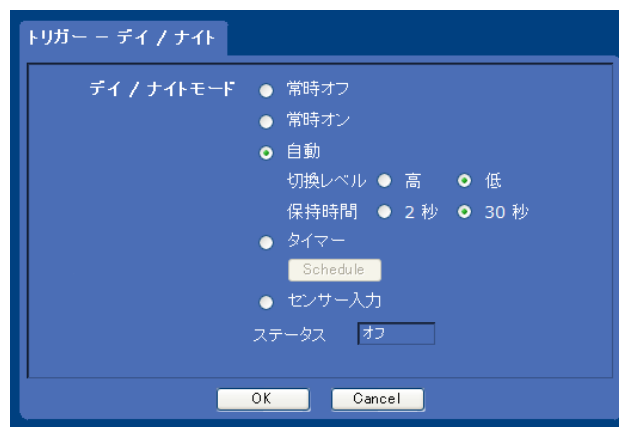 トリガー － デイ / ナイト
デイ / ナイトモード 常時オフ
常時オン
自動
切換レベル 高 低
保持時間 2 秒 30 秒
タイマー
Schedule
センサー入力
ステータス オフ
OK Cancel